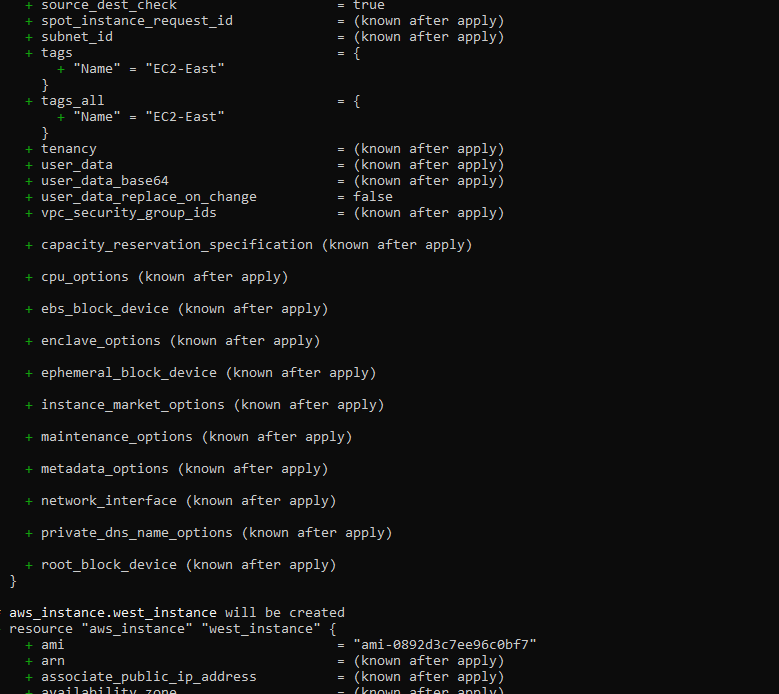 + source_dest_check                    = true
+ spot_instance_request_id             = (known after apply)
+ subnet_id                            = (known after apply)
+ tags                                 = {
    + "Name" = "EC2-East"
  }
+ tags_all                             = {
    + "Name" = "EC2-East"
  }
+ tenancy                              = (known after apply)
+ user_data                            = (known after apply)
+ user_data_base64                     = (known after apply)
+ user_data_replace_on_change          = false
+ vpc_security_group_ids               = (known after apply)
+ capacity_reservation_specification (known after apply)
+ cpu_options (known after apply)
+ ebs_block_device (known after apply)
+ enclave_options (known after apply)
+ ephemeral_block_device (known after apply)
+ instance_market_options (known after apply)
+ maintenance_options (known after apply)
+ metadata_options (known after apply)
+ network_interface (known after apply)
+ private_dns_name_options (known after apply)
+ root_block_device (known after apply)
}
aws_instance.west_instance will be created
resource "aws_instance" "west_instance" {
+ ami                                  = "ami-0892d3c7ee96c0bf7"
+ arn                                  = (known after apply)
+ associate_public_ip_address          = (known after apply)
+ availability_zone                    = (known after apply)